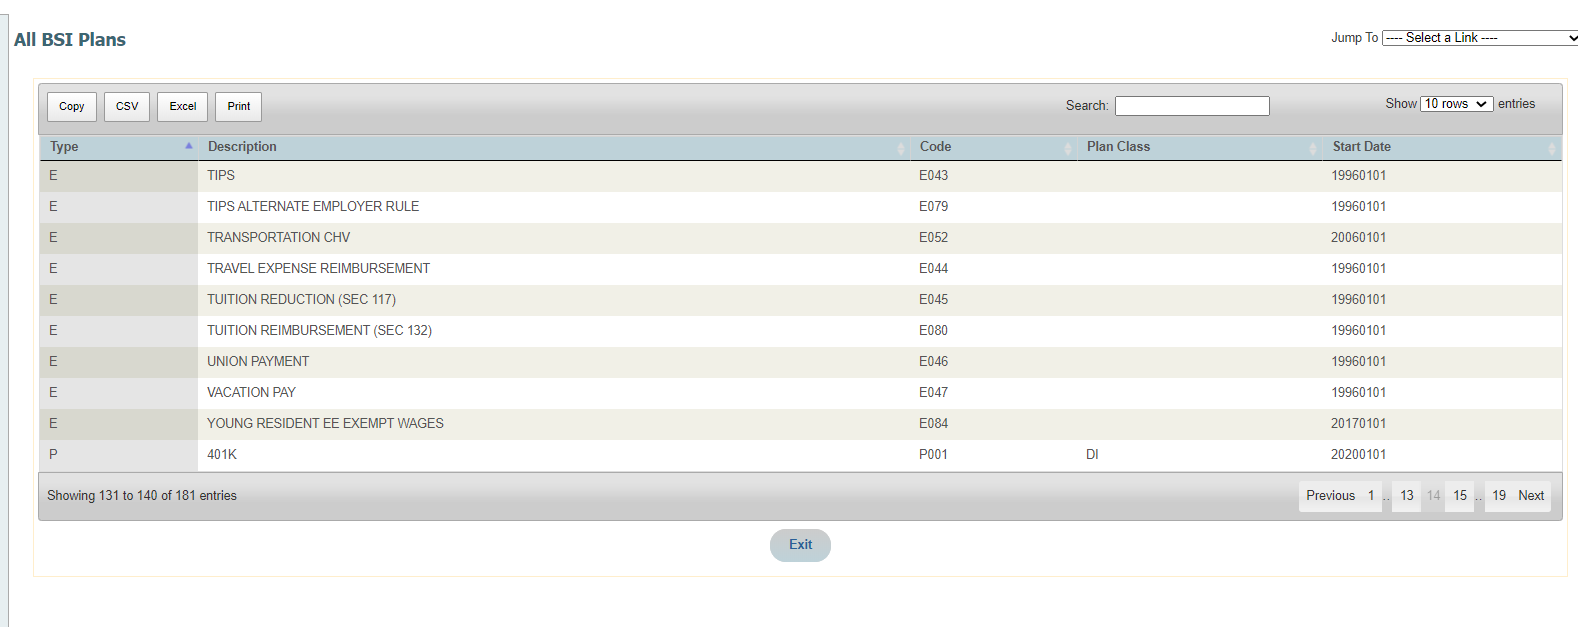 All BSI Plans
Jump To ---- Select a Link ----
Copy CSV Excel Print Search: Show 10 rows entries
Type Description Code Plan Class Start Date
E TIPS E043 19960101
E TIPS ALTERNATE EMPLOYER RULE E079 19960101
E TRANSPORTATION CHV E052 20060101
E TRAVEL EXPENSE REIMBURSEMENT E044 19960101
E TUITION REDUCTION (SEC 117) E045 19960101
E TUITION REIMBURSEMENT (SEC 132) E080 19960101
E UNION PAYMENT E046 19960101
E VACATION PAY E047 19960101
E YOUNG RESIDENT EE EXEMPT WAGES E084 20170101
P 401K P001 DI 20200101
Showing 131 to 140 of 181 entries Previous 1 .. 13 14 15 .. 19 Next
Exit